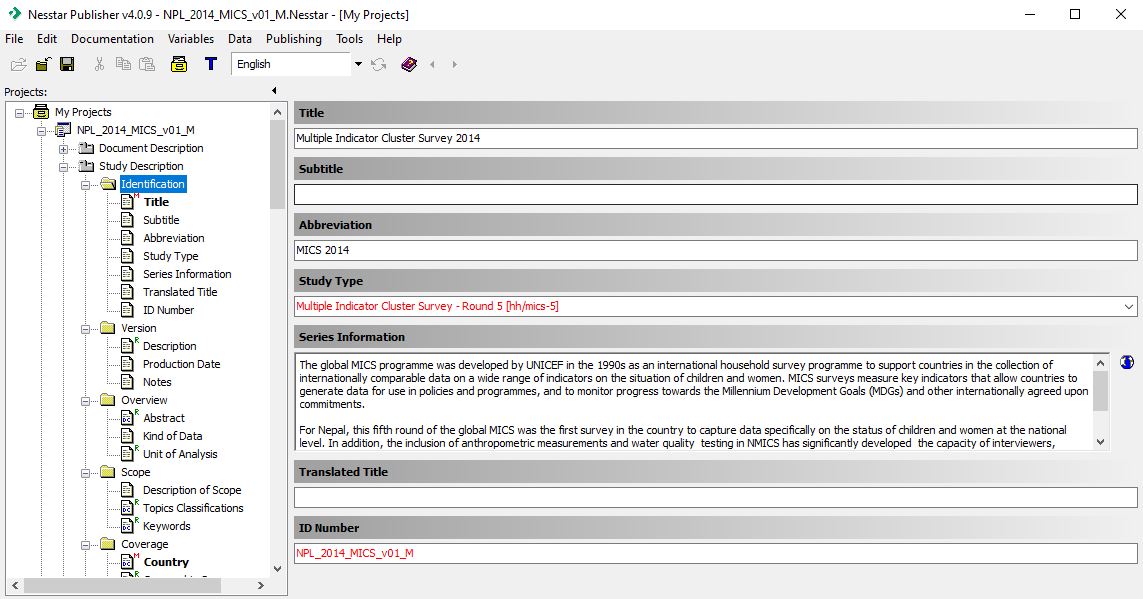 Nesstar Publisher v4.0.9 - NPL_2014_MICS_v01_M.Nesstar - [My Projects]
File Edit Documentation Variables Data Publishing Tools Help
T English
Projects:
My Projects
NPL_2014_MICS_v01_M
Document Description
Study Description
Identification
Title
Subtitle
Abbreviation
Study Type
Series Information
Translated Title
ID Number
Version
Description
Production Date
Notes
Overview
Abstract
Kind of Data
Unit of Analysis
Scope
Description of Scope
Topics Classifications
Keywords
Coverage
Country
Title
Multiple Indicator Cluster Survey 2014
Subtitle
Abbreviation
MICS 2014
Study Type
Multiple Indicator Cluster Survey - Round 5 [hh/mics-5]
Series Information
The global MICS programme was developed by UNICEF in the 1990s as an international household survey programme to support countries in the collection of
internationally comparable data on a wide range of indicators on the situation of children and women. MICS surveys measure key indicators that allow countries to
generate data for use in policies and programmes, and to monitor progress towards the Millennium Development Goals (MDGs) and other internationally agreed upon
commitments.
For Nepal, this fifth round of the global MICS was the first survey in the country to capture data specifically on the status of children and women at the national
level. In addition, the inclusion of anthropometric measurements and water quality testing in NMICS has significantly developed the capacity of interviewers,
Translated Title
ID Number
NPL_2014_MICS_v01_M